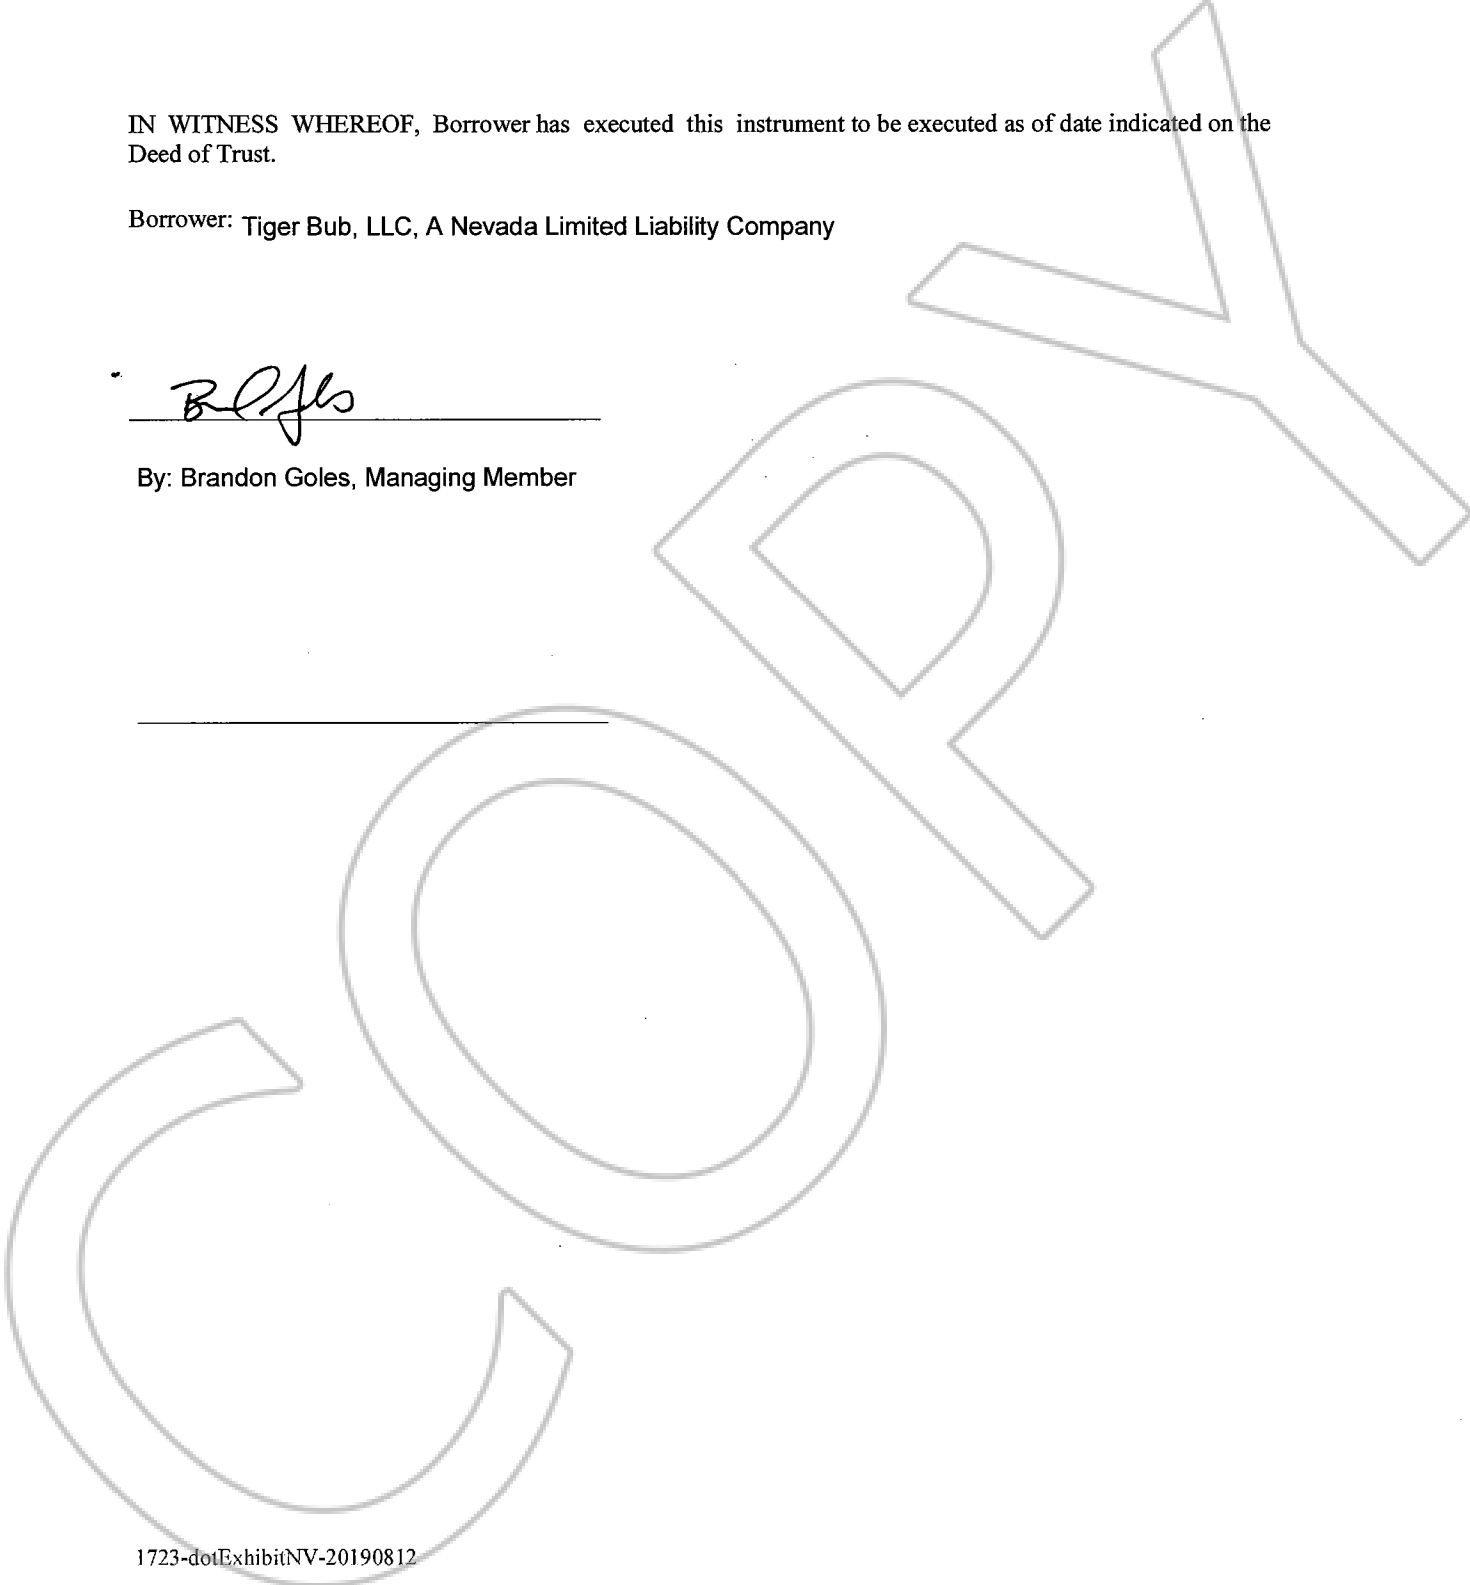 IN WITNESS WHEREOF, Borrower has executed this instrument to be executed as of date indicated on the
Deed of Trust.
Borrower: Tiger Bub, LLC, A Nevada Limited Liability Company
By: Brandon Goles, Managing Member
COPY
1723-dotExhibitNV-20190812